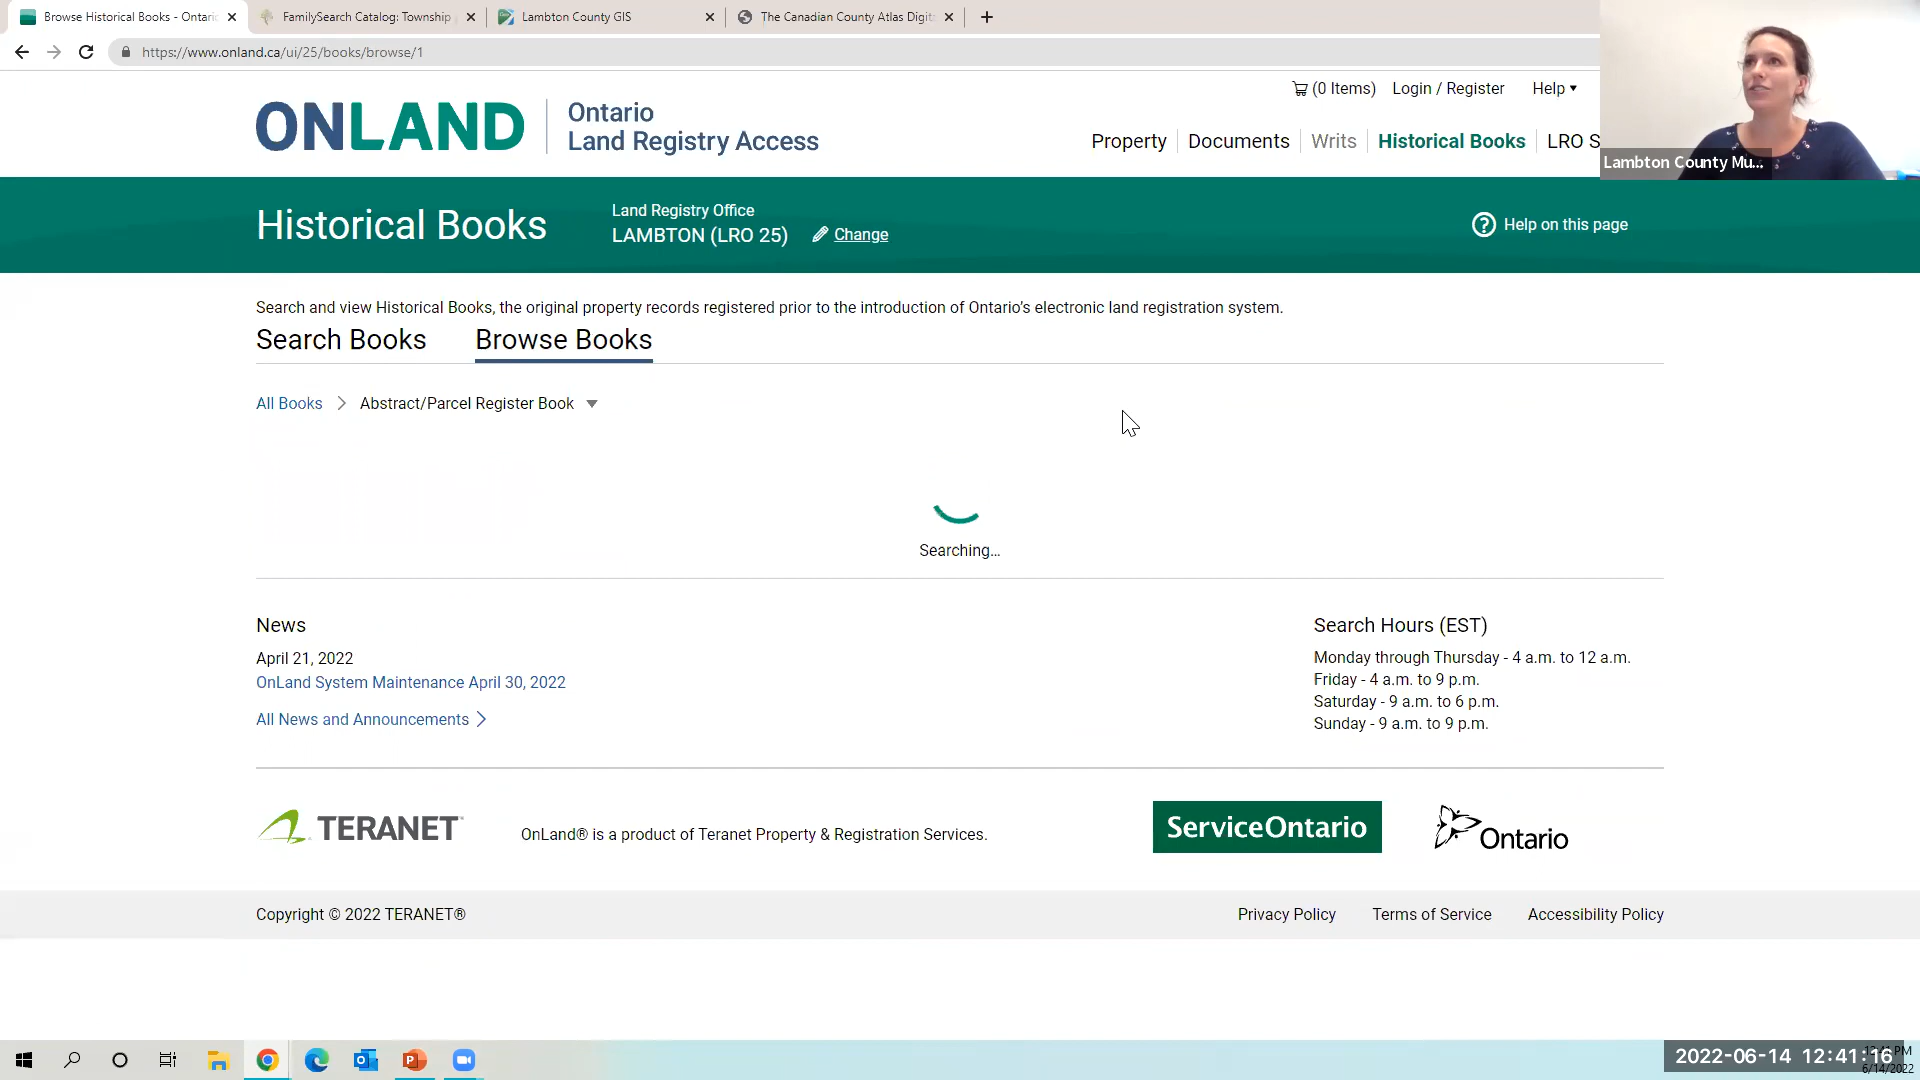 Browse Historical Books - Ontari
FamilySearch Catalog: Township
Lambton County GIS
The Canadian County Atlas Digit
https://www.onland.ca/ui/25/books/browse/1
(0 Items) Login / Register Help
ONLAND
Ontario
Land Registry Access
Property Documents Writs Historical Books LRO S
Lambton County Mu...
Historical Books
Land Registry Office
LAMBTON (LRO 25) Change
Help on this page
Search and view Historical Books, the original property records registered prior to the introduction of Ontario's electronic land registration system.
Search Books Browse Books
All Books > Abstract/Parcel Register Book
Searching...
News
April 21, 2022
OnLand System Maintenance April 30, 2022
All News and Announcements
Search Hours (EST)
Monday through Thursday - 4 a.m. to 12 a.m.
Friday - 4 a.m. to 9 p.m.
Saturday - 9 a.m. to 6 p.m.
Sunday - 9 a.m. to 9 p.m.
TERANET
OnLand® is a product of Teranet Property & Registration Services.
ServiceOntario
Ontario
Copyright © 2022 TERANET®
Privacy Policy Terms of Service Accessibility Policy
2022-06-14 12:41:16
6/14/2022